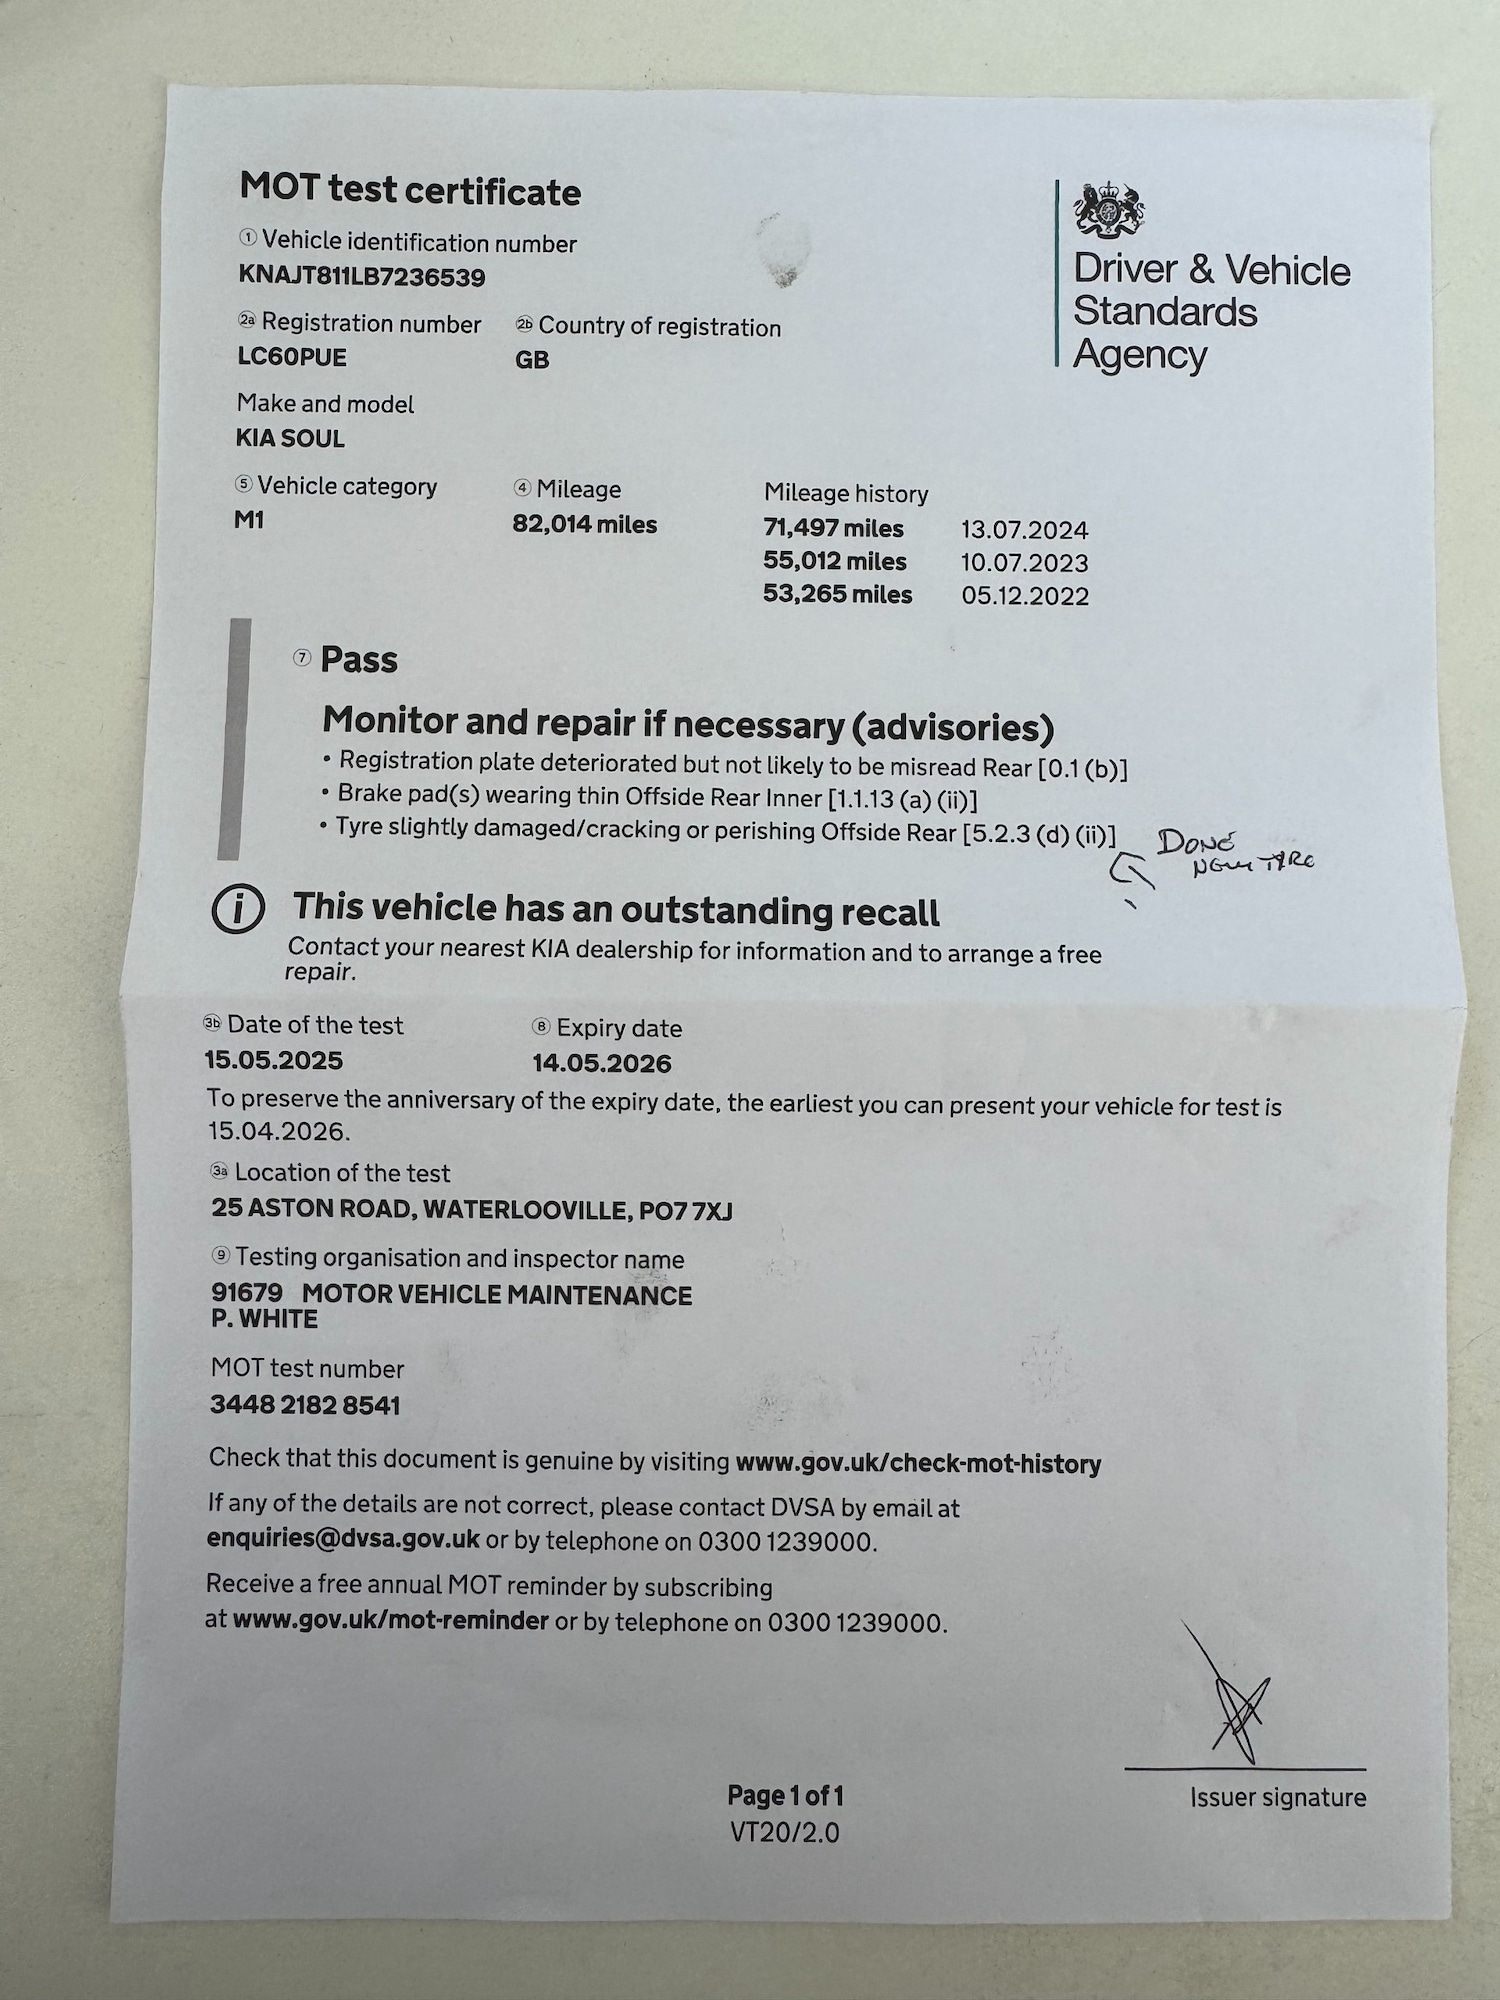 MOT test certificate
① Vehicle identification number
KNAJT811LB7236539
Driver & Vehicle
Standards
Agency
2a Registration number 2b Country of registration
LC60PUE GB
Make and model
KIA SOUL
⑤ Vehicle category ④ Mileage Mileage history
M1 82,014 miles 71,497 miles 13.07.2024
55,012 miles 10.07.2023
53,265 miles 05.12.2022
⑦ Pass
Monitor and repair if necessary (advisories)
• Registration plate deteriorated but not likely to be misread Rear [0.1 (b)]
• Brake pad(s) wearing thin Offside Rear Inner [1.1.13 (a) (ii)]
• Tyre slightly damaged/cracking or perishing Offside Rear [5.2.3 (d) (ii)]
DONE
NEW TYRE
i This vehicle has an outstanding recall
Contact your nearest KIA dealership for information and to arrange a free
repair.
3b Date of the test ⑧ Expiry date
15.05.2025 14.05.2026
To preserve the anniversary of the expiry date, the earliest you can present your vehicle for test is
15.04.2026.
3a Location of the test
25 ASTON ROAD, WATERLOOVILLE, PO7 7XJ
⑨ Testing organisation and inspector name
91679 MOTOR VEHICLE MAINTENANCE
P. WHITE
MOT test number
3448 2182 8541
Check that this document is genuine by visiting www.gov.uk/check-mot-history
If any of the details are not correct, please contact DVSA by email at
enquiries@dvsa.gov.uk or by telephone on 0300 1239000.
Receive a free annual MOT reminder by subscribing
at www.gov.uk/mot-reminder or by telephone on 0300 1239000.
Issuer signature
Page 1 of 1
VT20/2.0